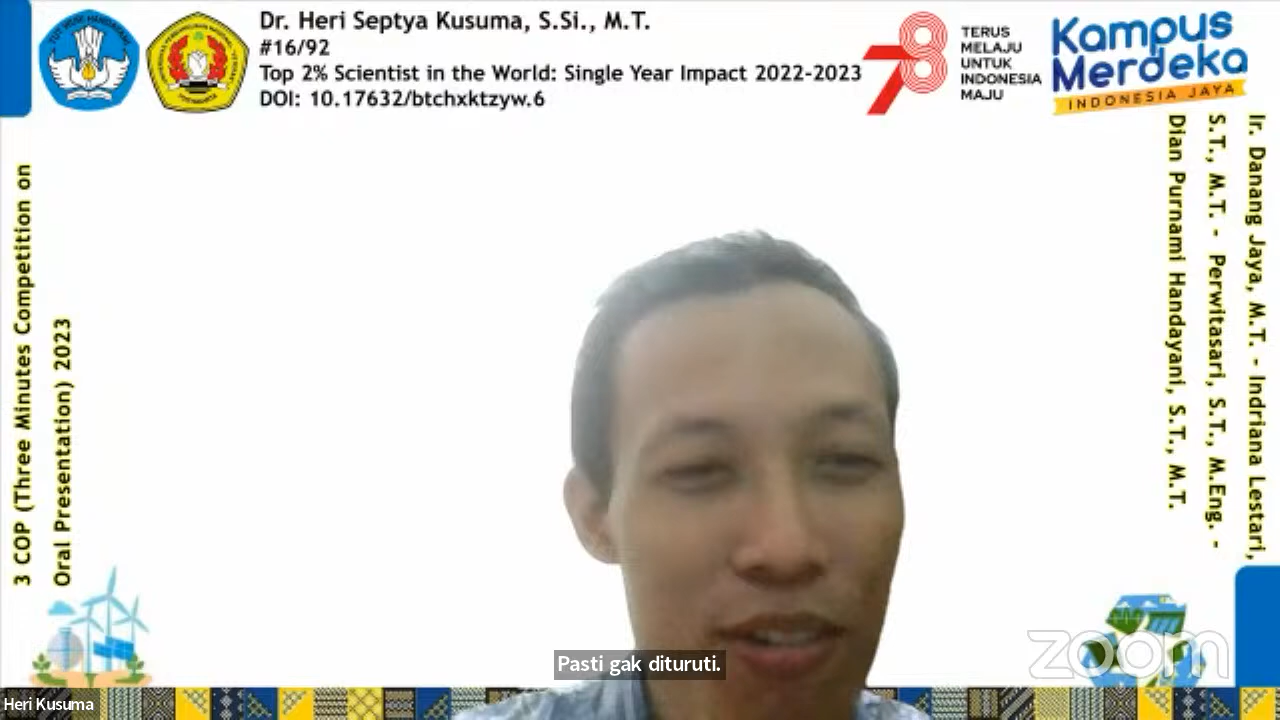 Dr. Heri Septya Kusuma, S.Si., M.T.
#16/92
Top 2% Scientist in the World: Single Year Impact 2022-2023
DOI: 10.17632/btchxktzyw.6
78
TERUS
MELAJU
UNTUK
INDONESIA
MAJU
Kampus
Merdeka
INDONESIA JAYA
3 COP (Three Minutes Competition on
Oral Presentation) 2023
Ir. Danang Jaya, M.T. - Indriana Lestari,
S.T., M.T. - Perwitasari, S.T., M.Eng. -
Dian Purnami Handayani, S.T., M.T.
Pasti gak dituruti.
zoom
Heri Kusuma